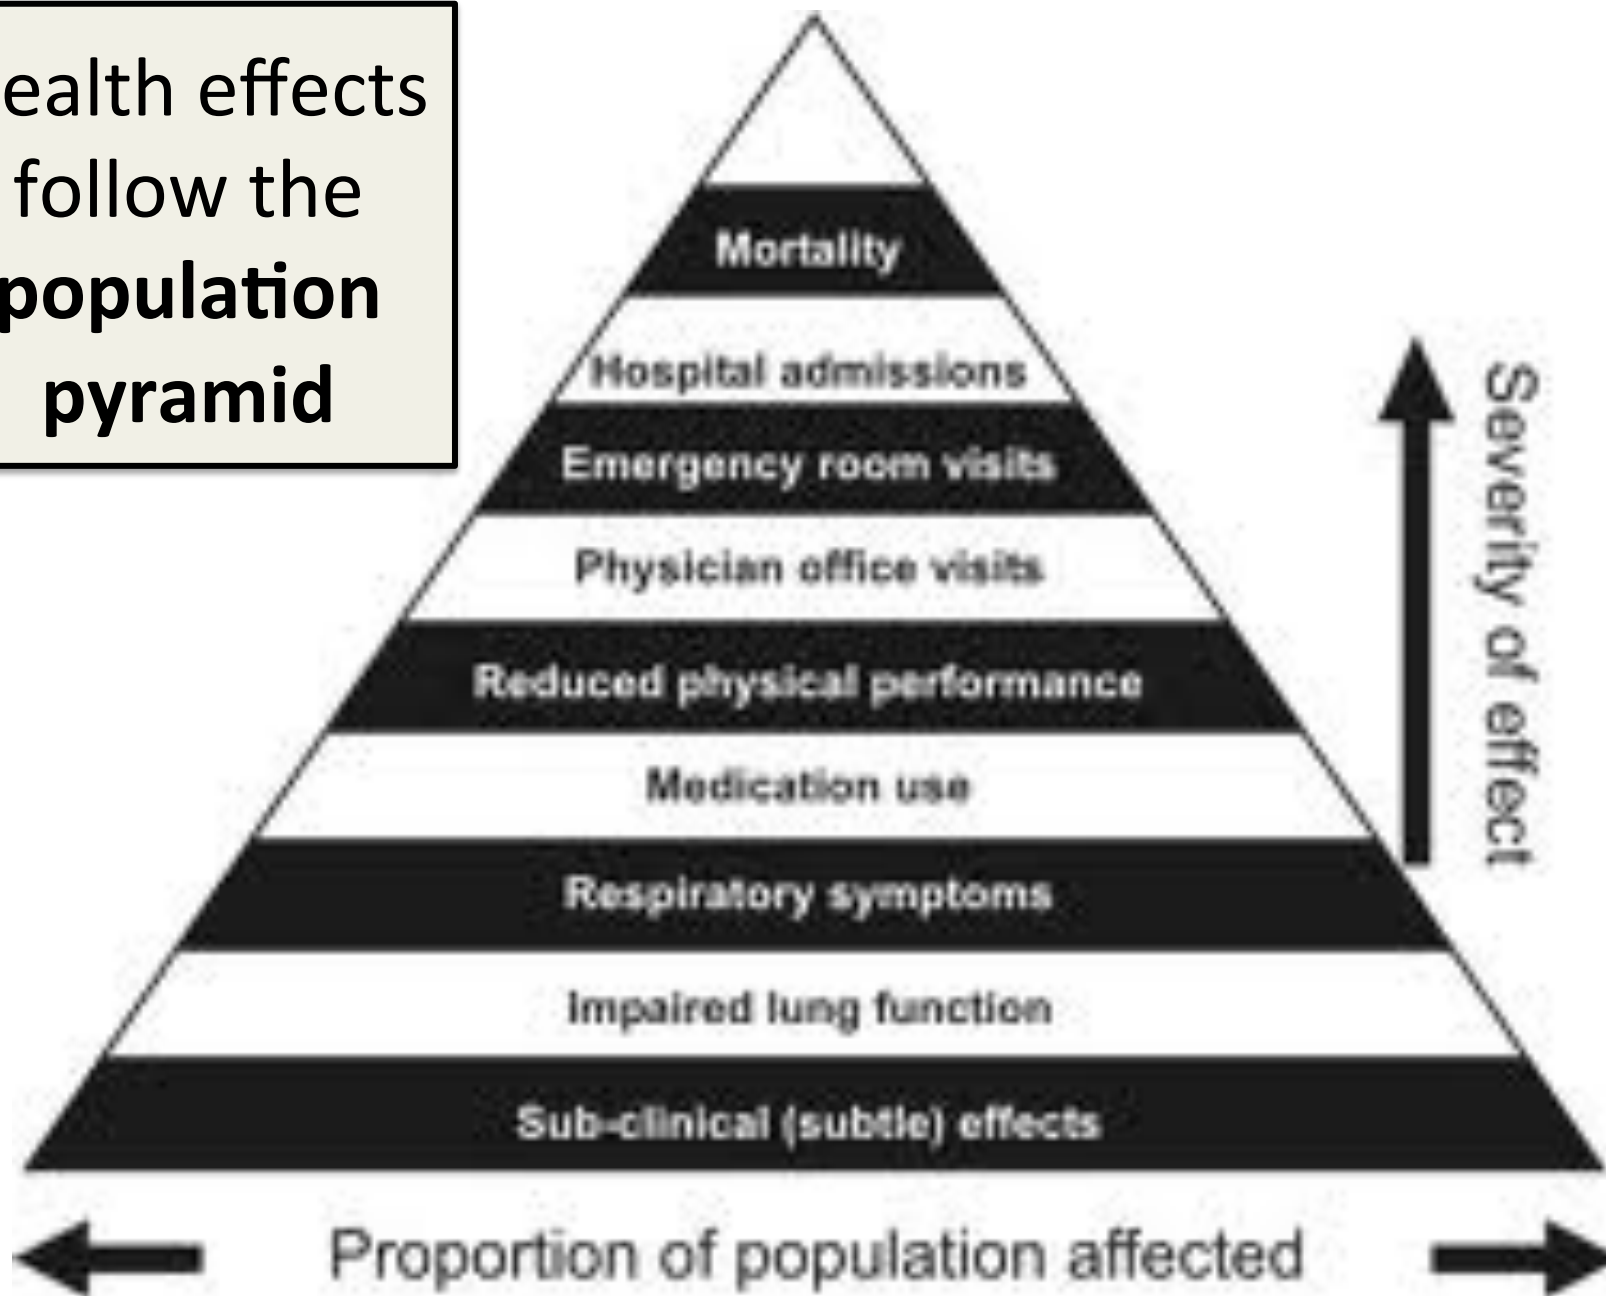 ealth effects
follow the
population
pyramid
Mortality
Hospital admissions
Emergency room visits
Physician office visits
Reduced physical performance
Medication use
Respiratory symptoms
Impaired lung function
Sub-clinical (subtle) effects
Severity of effect
Proportion of population affected